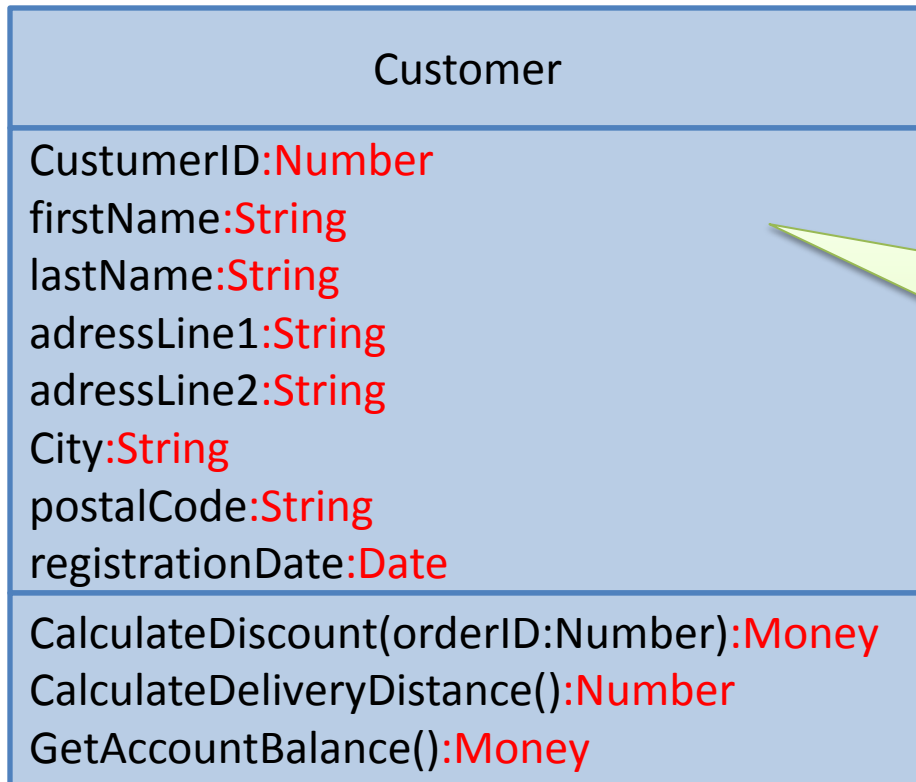 Customer
CustumerID:Number
firstName:String
lastName:String
adressLine1:String
adressLine2:String
City:String
postalCode:String
registrationDate:Date
CalculateDiscount(orderID:Number):Money
CalculateDeliveryDistance():Number
GetAccountBalance():Money